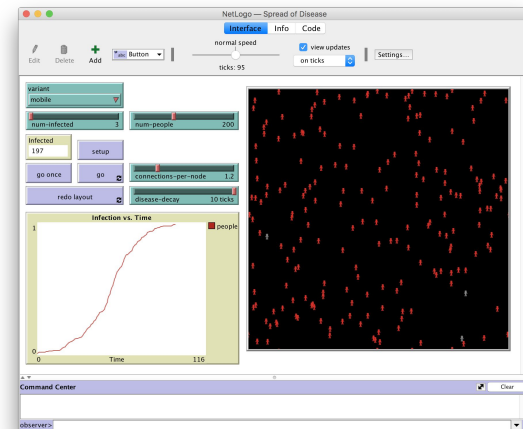 NetLogo — Spread of Disease
Interface Info Code
Edit Delete Add abc Button normal speed view updates
ticks: 95 on ticks Settings...
variant
mobile
num-infected 3 num-people 200
Infected
197 setup
go once go connections-per-node 1.2
redo layout disease-decay 10 ticks
Infection vs. Time
1 people
0
0 Time 116
Command Center Clear
observer>